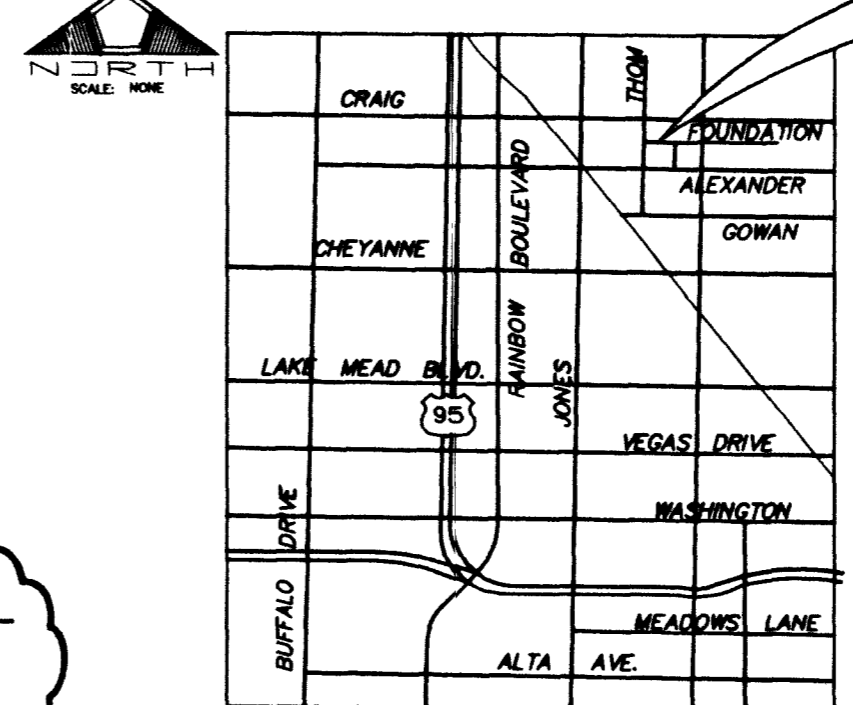 NORTH
SCALE: NONE
THOM
CRAIG
FOUNDATION
BOULEVARD
ALEXANDER
GOWAN
CHEYANNE
RAINBOW
LAKE MEAD BLVD.
JONES
95
VEGAS DRIVE
WASHINGTON
BUFFALO DRIVE
MEADOWS LANE
ALTA AVE.